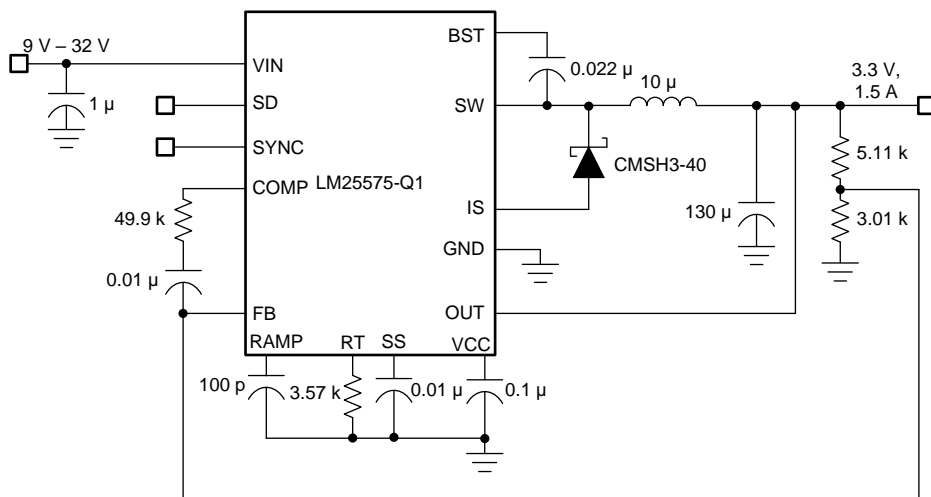 9 V – 32 V
VIN
1 µ
SD
SYNC
COMP
LM25575-Q1
49.9 k
0.01 µ
FB
RAMP
RT
SS
VCC
100 p
3.57 k
0.01 µ
0.1 µ
BST
0.022 µ
SW
10 µ
3.3 V,
1.5 A
CMSH3-40
IS
GND
OUT
130 µ
5.11 k
3.01 k